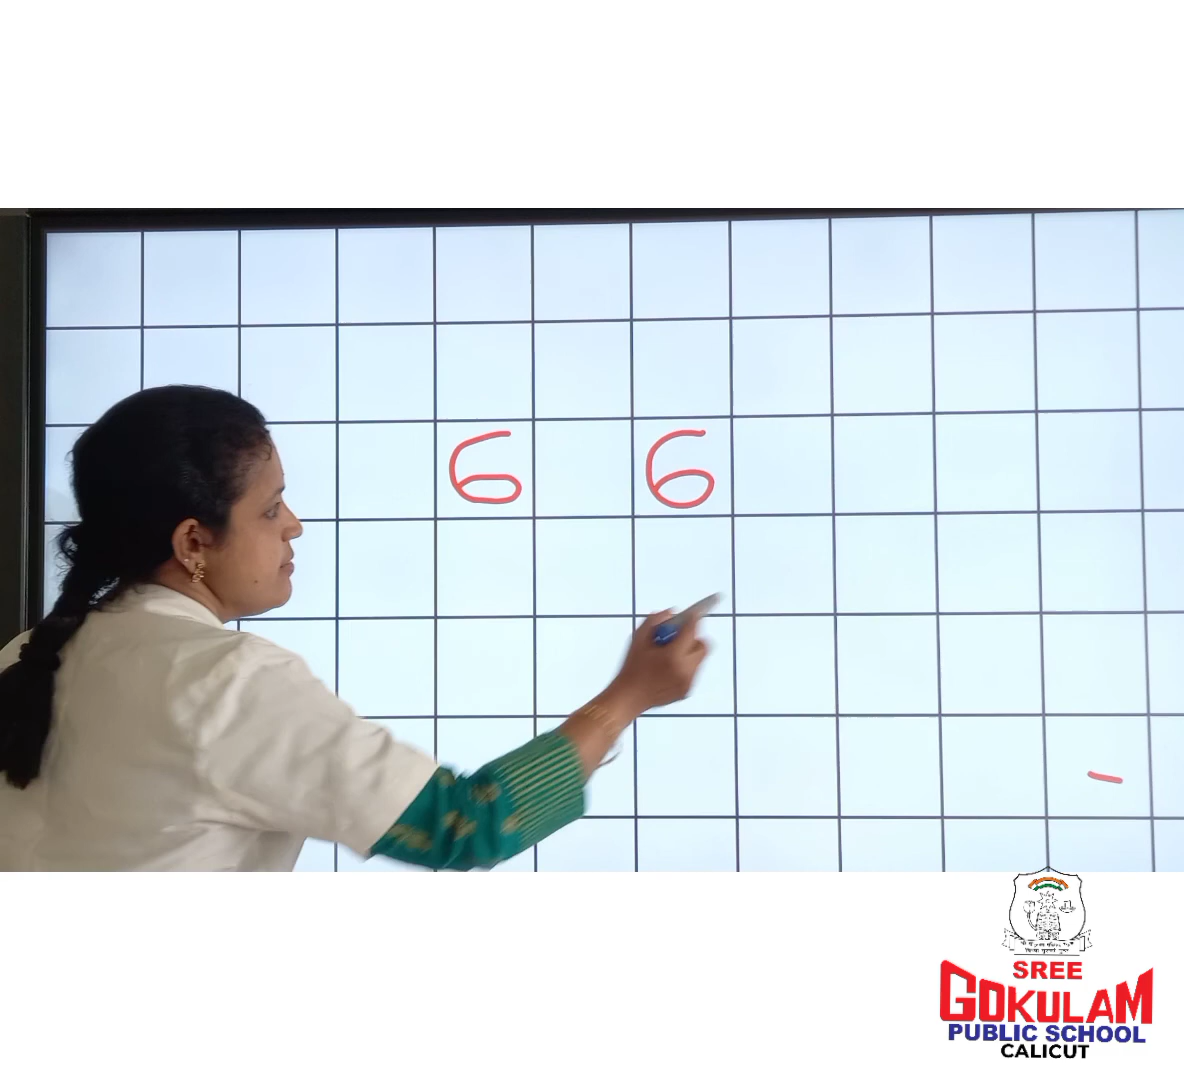 6 6
-
SREE
GOKULAM
PUBLIC SCHOOL
CALICUT